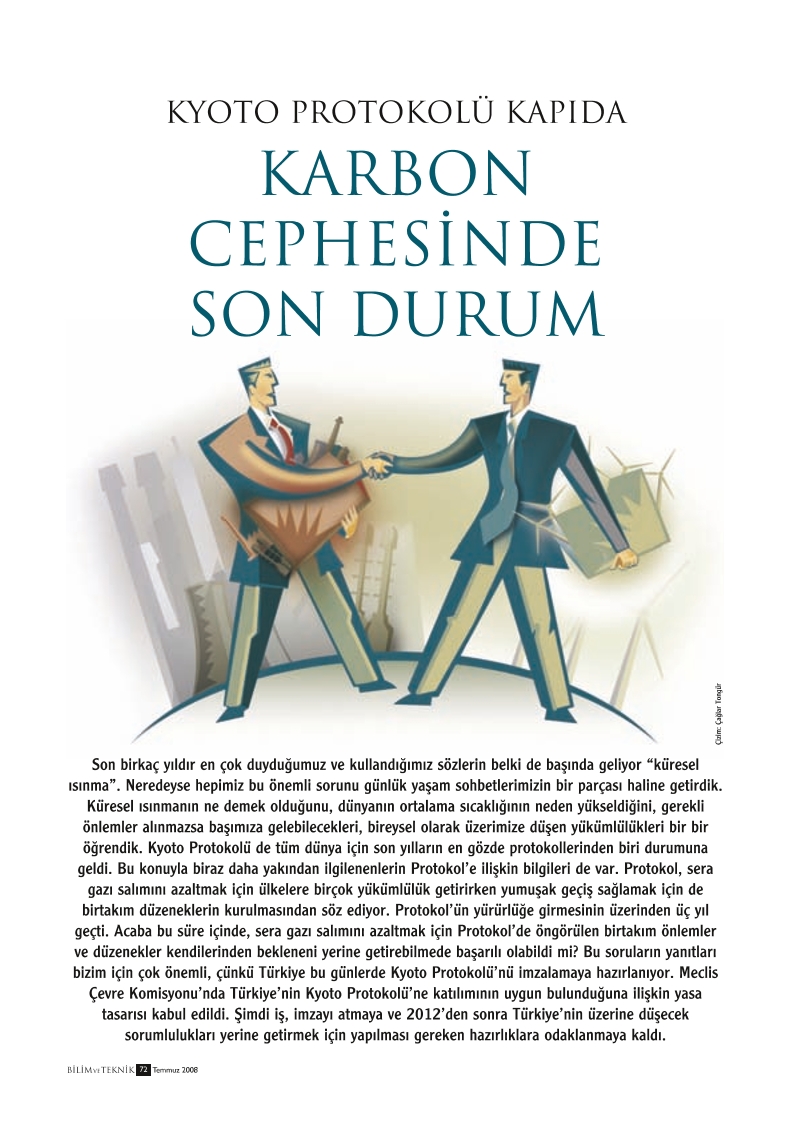 KYOTO PROTOKOLÜ KAPIDA
KARBON
CEPHESİNDE
SON DURUM
Çizim: Çağlar Tongür
Son birkaç yıldır en çok duyduğumuz ve kullandığımız sözlerin belki de başında geliyor “küresel
ısınma”. Neredeyse hepimiz bu önemli sorunu günlük yaşam sohbetlerimizin bir parçası haline getirdik.
Küresel ısınmanın ne demek olduğunu, dünyanın ortalama sıcaklığının neden yükseldiğini, gerekli
önlemler alınmazsa başımıza gelebilecekleri, bireysel olarak üzerimize düşen yükümlülükleri bir bir
öğrendik. Kyoto Protokolü de tüm dünya için son yılların en gözde protokollerinden biri durumuna
geldi. Bu konuyla biraz daha yakından ilgilenenlerin Protokol’e ilişkin bilgileri de var. Protokol, sera
gazı salımını azaltmak için ülkelere birçok yükümlülük getirirken yumuşak geçiş sağlamak için de
birtakım düzeneklerin kurulmasından söz ediyor. Protokol’ün yürürlüğe girmesinin üzerinden üç yıl
geçti. Acaba bu süre içinde, sera gazı salımını azaltmak için Protokol’de öngörülen birtakım önlemler
ve düzenekler kendilerinden bekleneni yerine getirebilmede başarılı olabildi mi? Bu soruların yanıtları
bizim için çok önemli, çünkü Türkiye bu günlerde Kyoto Protokolü’nü imzalamaya hazırlanıyor. Meclis
Çevre Komisyonu’nda Türkiye’nin Kyoto Protokolü’ne katılımının uygun bulunduğuna ilişkin yasa
tasarısı kabul edildi. Şimdi iş, imzayı atmaya ve 2012’den sonra Türkiye’nin üzerine düşecek
sorumlulukları yerine getirmek için yapılması gereken hazırlıklara odaklanmaya kaldı.
BİLİM ve TEKNİK 72 Temmuz 2008